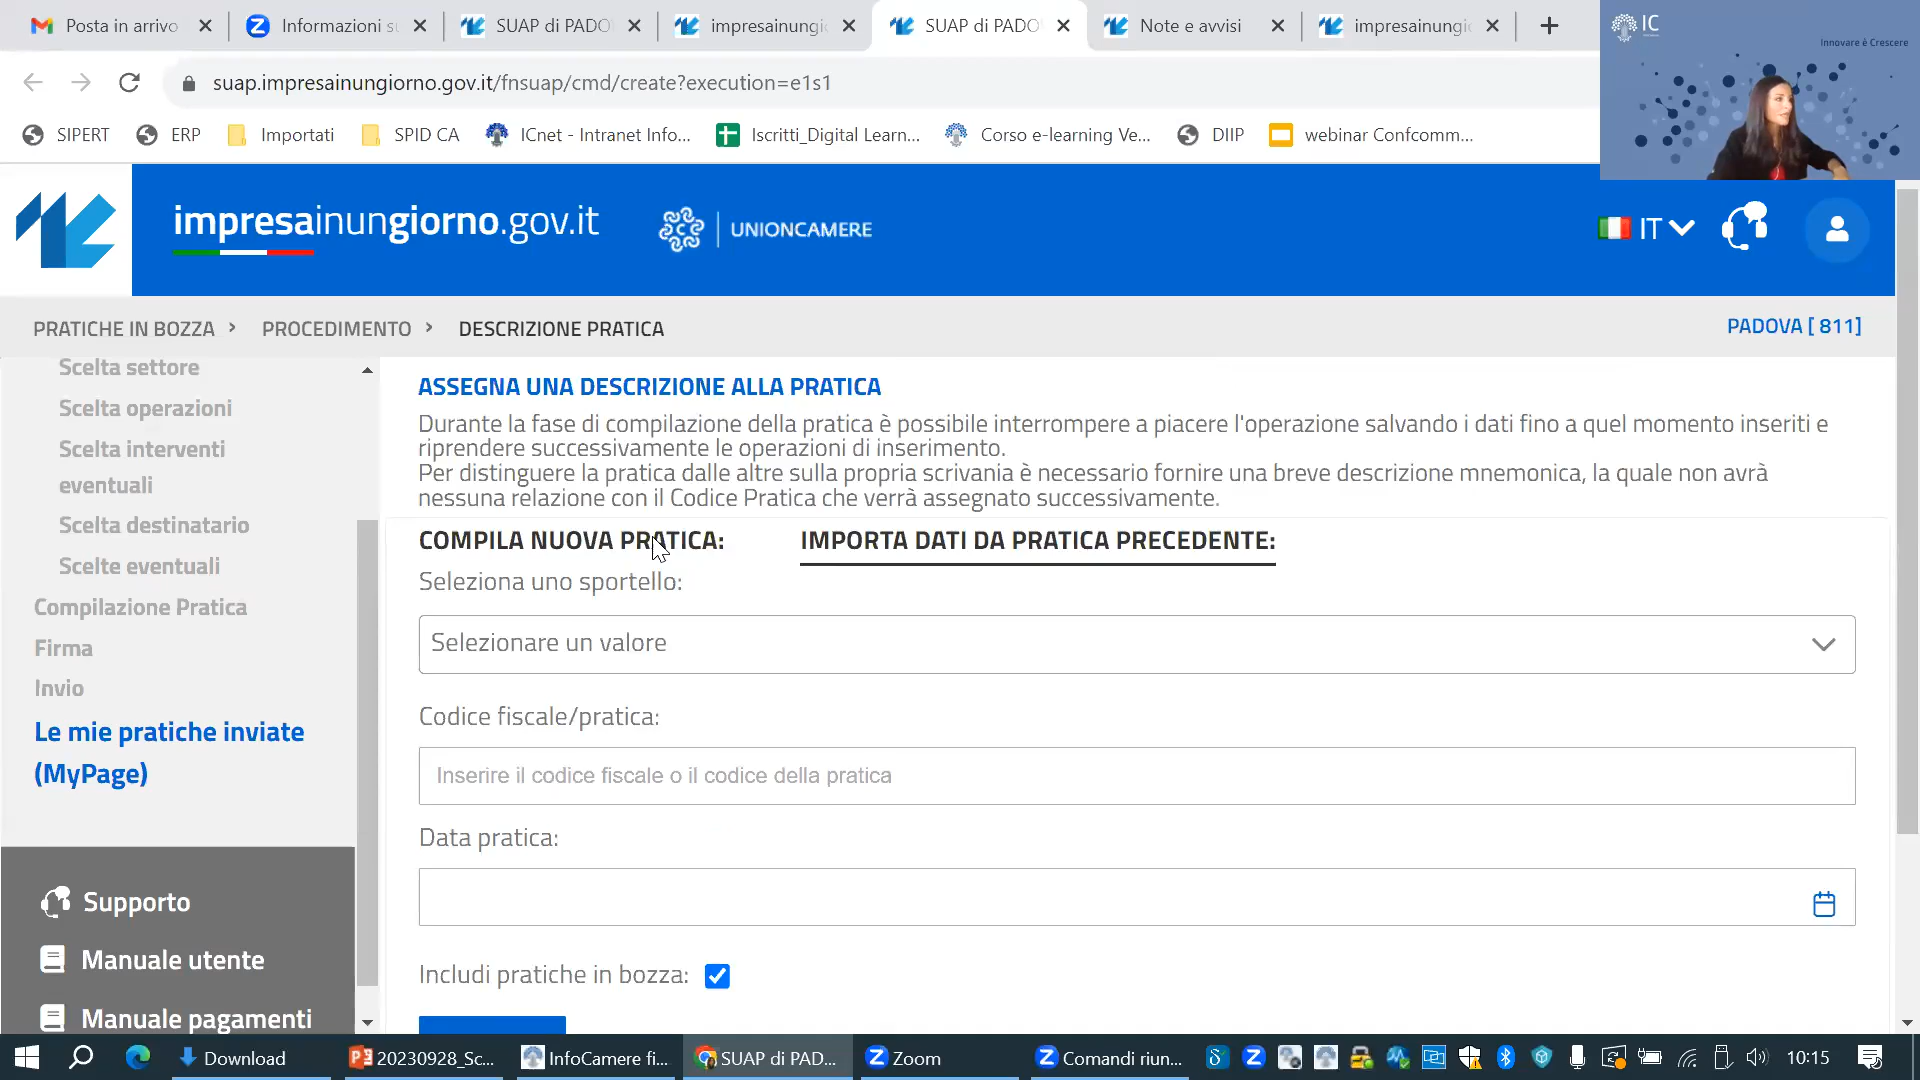 Posta in arrivo
Informazioni su
SUAP di PADO
impresainungio
SUAP di PADO
Note e avvisi
impresainungio
suap.impresainungiorno.gov.it/fnsuap/cmd/create?execution=e1s1
SIPERT
ERP
Importati
SPID CA
ICnet - Intranet Info...
Iscritti_Digital Learn...
Corso e-learning Ve...
DIIP
webinar Confcomm...
IC
Innovare è Crescere
impresainungiorno.gov.it
UNIONCAMERE
IT
PRATICHE IN BOZZA > PROCEDIMENTO > DESCRIZIONE PRATICA
PADOVA [ 811]
Scelta settore
Scelta operazioni
Scelta interventi
eventuali
Scelta destinatario
Scelte eventuali
Compilazione Pratica
Firma
Invio
Le mie pratiche inviate
(MyPage)
Supporto
Manuale utente
Manuale pagamenti
ASSEGNA UNA DESCRIZIONE ALLA PRATICA
Durante la fase di compilazione della pratica è possibile interrompere a piacere l'operazione salvando i dati fino a quel momento inseriti e
riprendere successivamente le operazioni di inserimento.
Per distinguere la pratica dalle altre sulla propria scrivania è necessario fornire una breve descrizione mnemonica, la quale non avrà
nessuna relazione con il Codice Pratica che verrà assegnato successivamente.
COMPILA NUOVA PRATICA:
IMPORTA DATI DA PRATICA PRECEDENTE:
Seleziona uno sportello:
Selezionare un valore
Codice fiscale/pratica:
Inserire il codice fiscale o il codice della pratica
Data pratica:
Includi pratiche in bozza:
Download
20230928_Sc...
InfoCamere fi...
SUAP di PAD...
Zoom
Comandi riun...
10:15